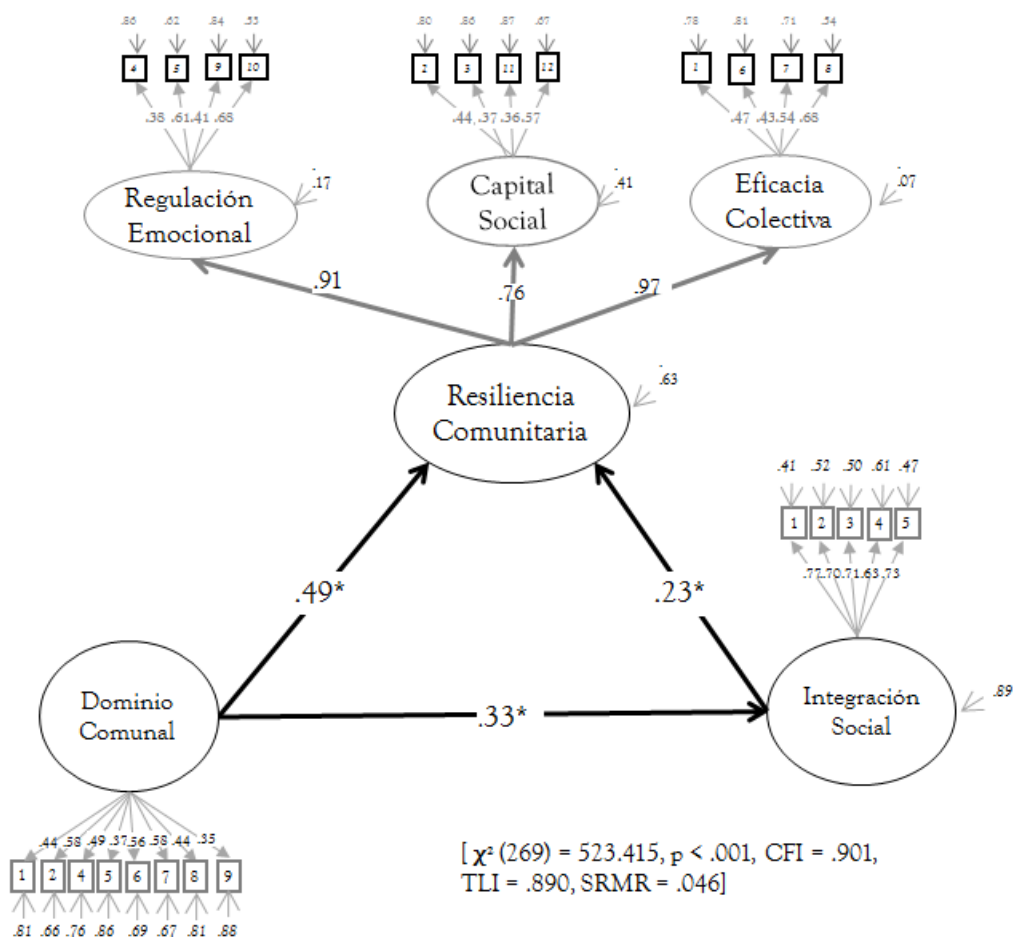 .86 .62 .84 .53
.80 .86 .87 .67
.78 .81 .71 .54
4 5 9 10
2 3 11 12
1 6 7 8
.38 .61 .41 .68
.44 .37 .36 .57
.47 .43 .54 .68
Regulación
Emocional
.17
Capital
Social
.41
Eficacia
Colectiva
.07
.91
.76
.97
Resiliencia
Comunitaria
.63
.41 .52 .50 .61 .47
1 2 3 4 5
.77 .70 .71 .63 .73
.49*
.23*
Dominio
Comunal
.33*
Integración
Social
.89
.44 .58 .49 .37 .56 .58 .44 .35
1 2 4 5 6 7 8 9
.81 .66 .76 .86 .69 .67 .81 .88
[ χ² (269) = 523.415, p < .001, CFI = .901,
TLI = .890, SRMR = .046]